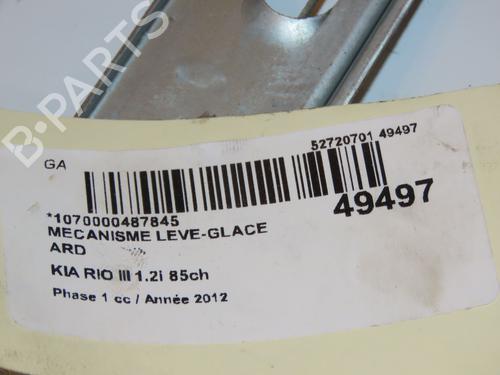 B-PARTS
GA
52720701 49497
*1070000487845
49497
MECANISME LEVE-GLACE
ARD
KIA RIO III 1.2i 85ch
Phase 1 cc / Année 2012